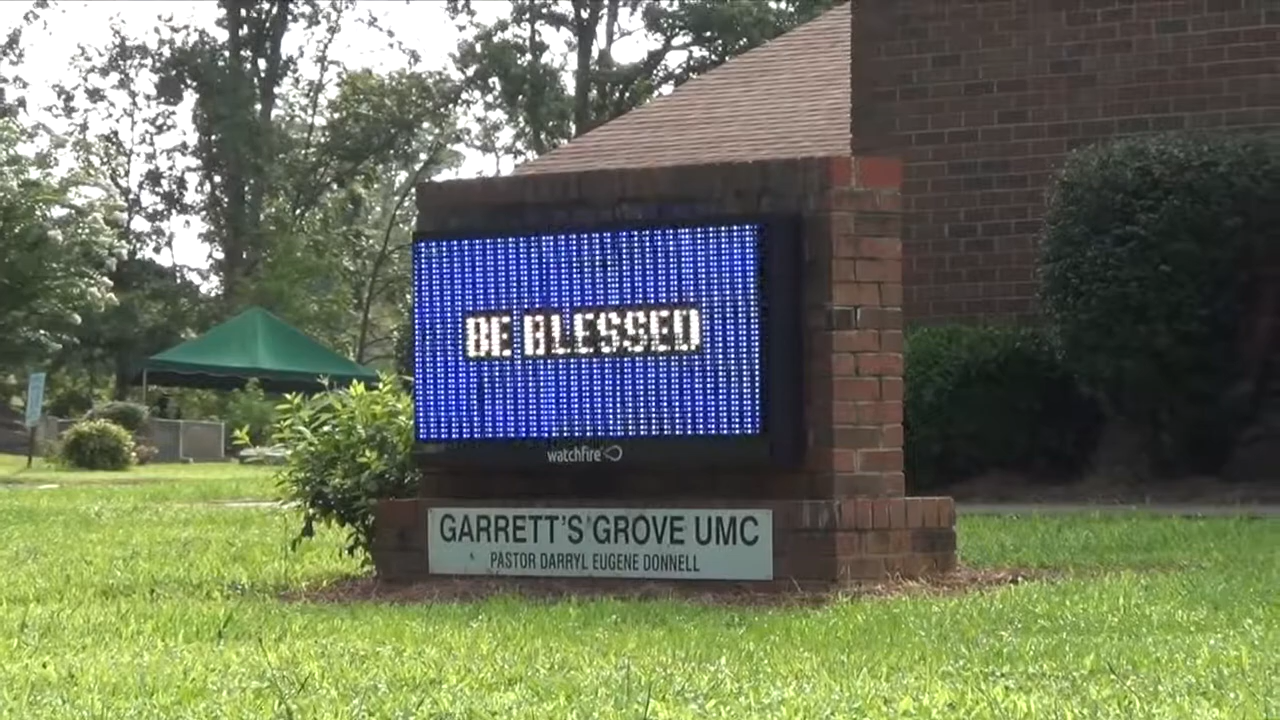 BE BLESSED
watchfire
GARRETT'S GROVE UMC
PASTOR DARRYL EUGENE DONNELL